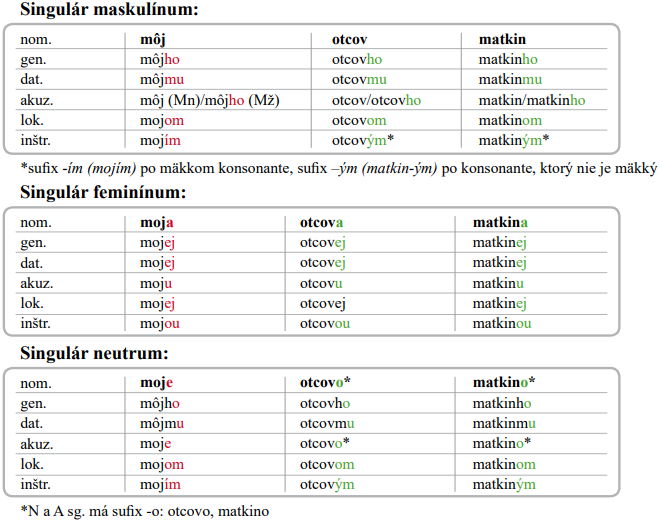 Singulár maskulínum:
nom. môj otcov matkin
gen. môjho otcovho matkinho
dat. môjmu otcovmu matkinmu
akuz. môj (Mn)/môjho (Mž) otcov/otcovho matkin/matkinho
lok. mojom otcovom matkinom
inštr. mojím otcovým* matkiným*
*sufix -ím (mojím) po mäkkom konsonante, sufix –ým (matkin-ým) po konsonante, ktorý nie je mäkký
Singulár feminínum:
nom. moja otcova matkina
gen. mojej otcovej matkinej
dat. mojej otcovej matkinej
akuz. moju otcovu matkinu
lok. mojej otcovej matkinej
inštr. mojou otcovou matkinou
Singulár neutrum:
nom. moje otcovo* matkino*
gen. môjho otcovho matkinho
dat. môjmu otcovmu matkinmu
akuz. moje otcovo* matkino*
lok. mojom otcovom matkinom
inštr. mojím otcovým matkiným
*N a A sg. má sufix -o: otcovo, matkino